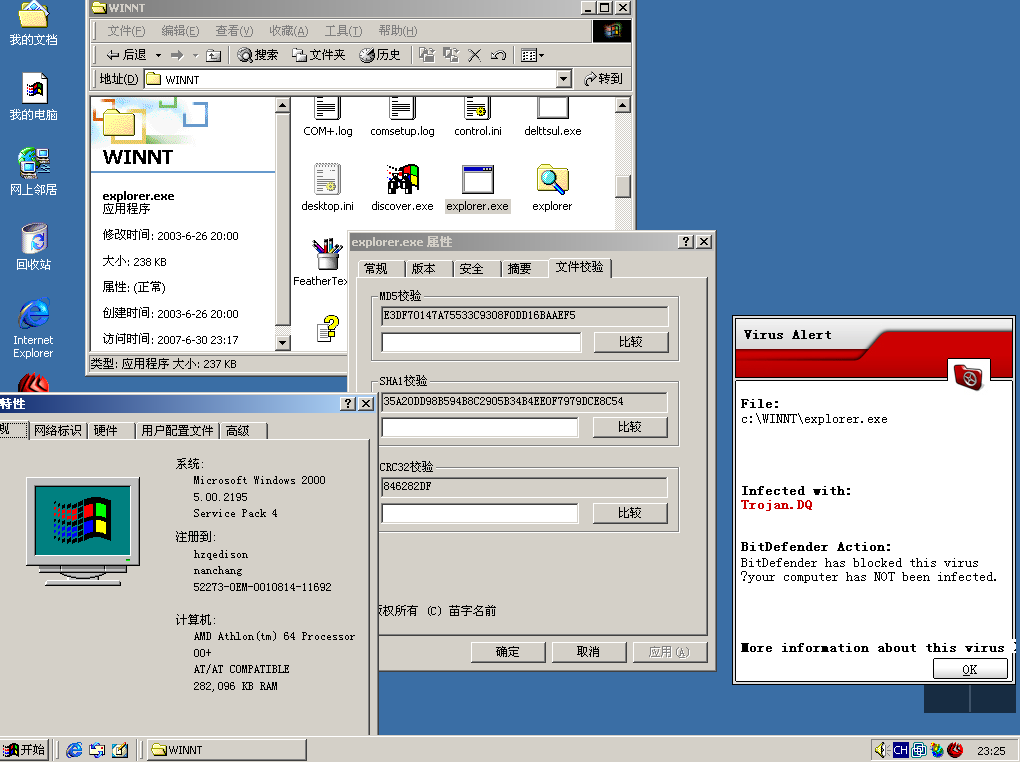 我的文档
我的电脑
网上邻居
回收站
Internet
Explorer
WINNT
文件(F) 编辑(E) 查看(V) 收藏(A) 工具(T) 帮助(H)
后退 搜索 文件夹 历史
地址(D) WINNT 转到
WINNT
explorer.exe
应用程序
修改时间: 2003-6-26 20:00
大小: 238 KB
属性: (正常)
创建时间: 2003-6-26 20:00
访问时间: 2007-6-30 23:17
COM+.log comsetup.log control.ini delttsul.exe
desktop.ini discover.exe explorer.exe explorer
FeatherTex
类型: 应用程序 大小: 237 KB
explorer.exe 属性
常规 版本 安全 摘要 文件校验
MD5校验
E3DF70147A75533C9308F0DD16BAAEF5
比较
SHA1校验
35A20DD98B594B8C2905B34B4EE0F7979DCE8C54
比较
CRC32校验
846282DF
比较
版权所有 (C) 苗字名前
确定 取消 应用(A)
特性
规 网络标识 硬件 用户配置文件 高级
系统:
Microsoft Windows 2000
5.00.2195
Service Pack 4
注册到:
hzqedison
nanchang
52273-OEM-0010814-11692
计算机:
AMD Athlon(tm) 64 Processor
00+
AT/AT COMPATIBLE
282,096 KB RAM
Virus Alert
File:
c:\WINNT\explorer.exe
Infected with:
Trojan.DQ
BitDefender Action:
BitDefender has blocked this virus
?your computer has NOT been infected.
More information about this virus
OK
开始 WINNT CH 23:25